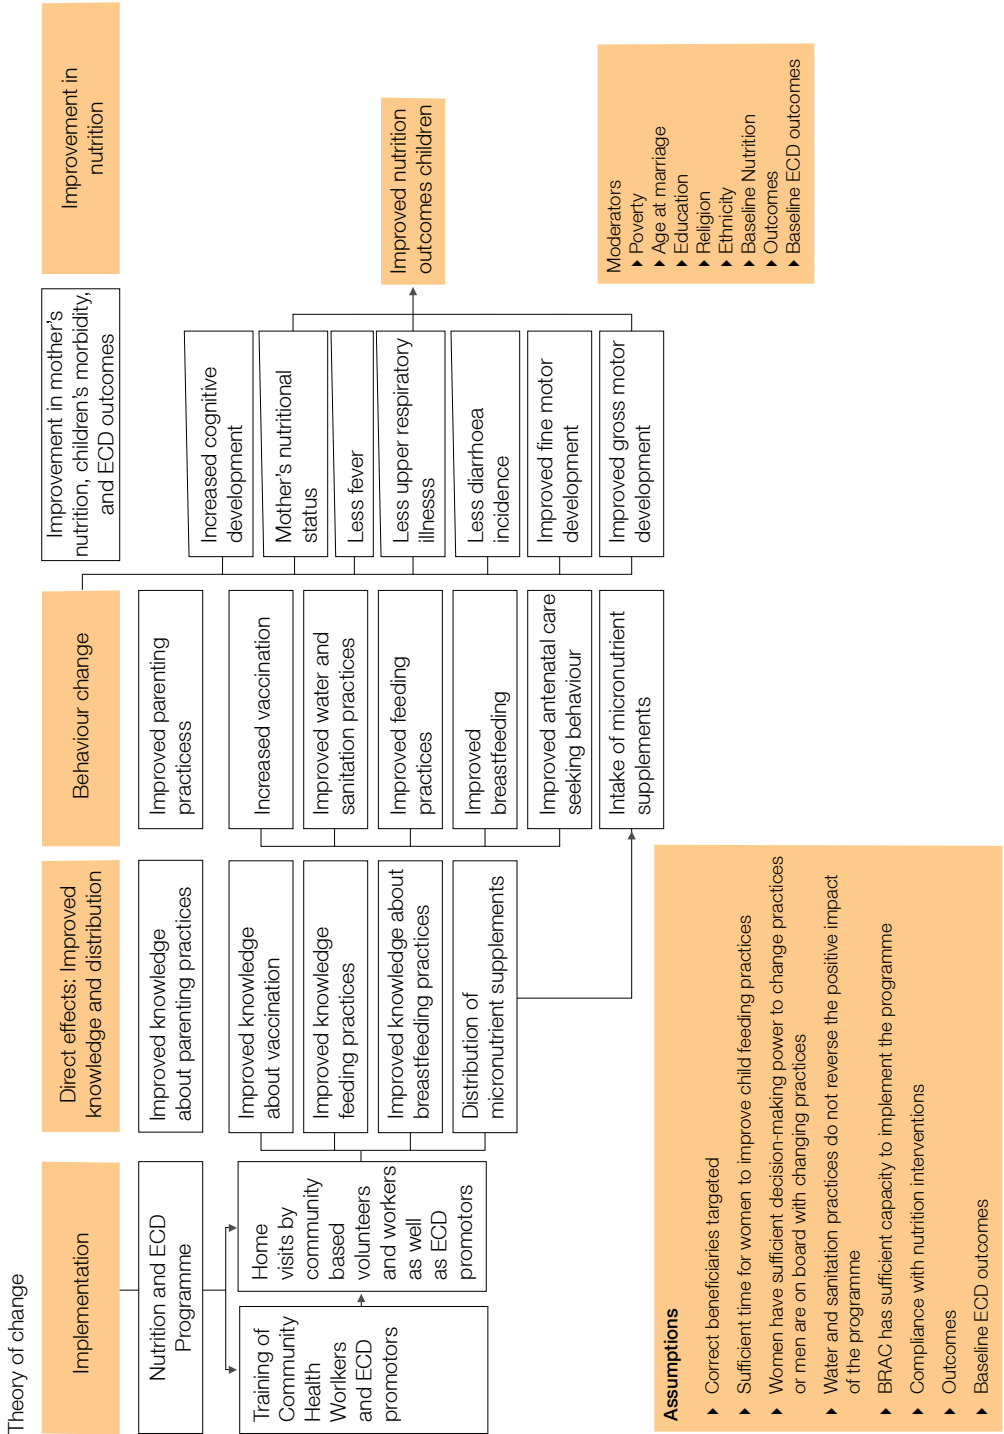 Theory of change
Implementation
Direct effects: Improved
knowledge and distribution
Behaviour change
Improvement in mother's
nutrition, children's morbidity,
and ECD outcomes
Improvement in
nutrition
Nutrition and ECD
Programme
Training of
Community
Health
Workers
and ECD
promotors
Home
visits by
community
based
volunteers
and workers
as well
as ECD
promotors
Improved knowledge
about parenting practices
Improved knowledge
about vaccination
Improved knowledge
feeding practices
Improved knowledge about
breastfeeding practices
Distribution of
micronutrient supplements
Improved parenting
practicess
Increased vaccination
Improved water and
sanitation practices
Improved feeding
practices
Improved
breastfeeding
Improved antenatal care
seeking behaviour
Intake of micronutrient
supplements
Increased cognitive
development
Mother's nutritional
status
Less fever
Less upper respiratory
illnesss
Less diarrhoea
incidence
Improved fine motor
development
Improved gross motor
development
Improved nutrition
outcomes children
Assumptions
Correct beneficiaries targeted
Sufficient time for women to improve child feeding practices
Women have sufficient decision-making power to change practices
or men are on board with changing practices
Water and sanitation practices do not reverse the positive impact
of the programme
BRAC has sufficient capacity to implement the programme
Compliance with nutrition interventions
Outcomes
Baseline ECD outcomes
Moderators
Poverty
Age at marriage
Education
Religion
Ethnicity
Baseline Nutrition
Outcomes
Baseline ECD outcomes